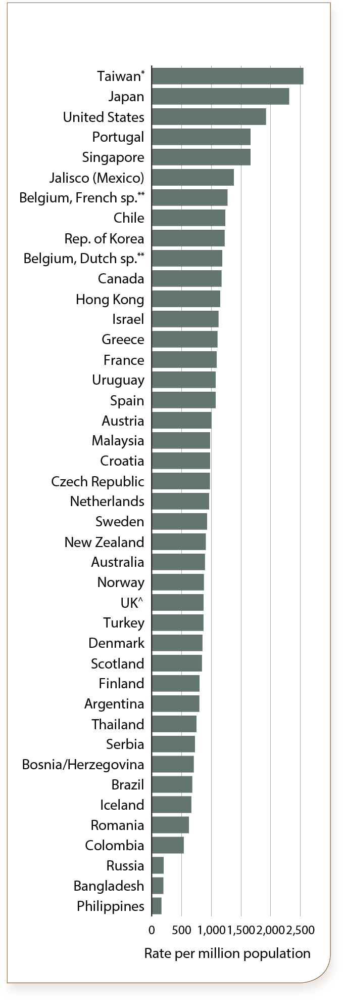 Taiwan*
Japan
United States
Portugal
Singapore
Jalisco (Mexico)
Belgium, French sp.**
Chile
Rep. of Korea
Belgium, Dutch sp.**
Canada
Hong Kong
Israel
Greece
France
Uruguay
Spain
Austria
Malaysia
Croatia
Czech Republic
Netherlands
Sweden
New Zealand
Australia
Norway
UK^
Turkey
Denmark
Scotland
Finland
Argentina
Thailand
Serbia
Bosnia/Herzegovina
Brazil
Iceland
Romania
Colombia
Russia
Bangladesh
Philippines
0 500 1,000 1,500 2,000 2,500
Rate per million population